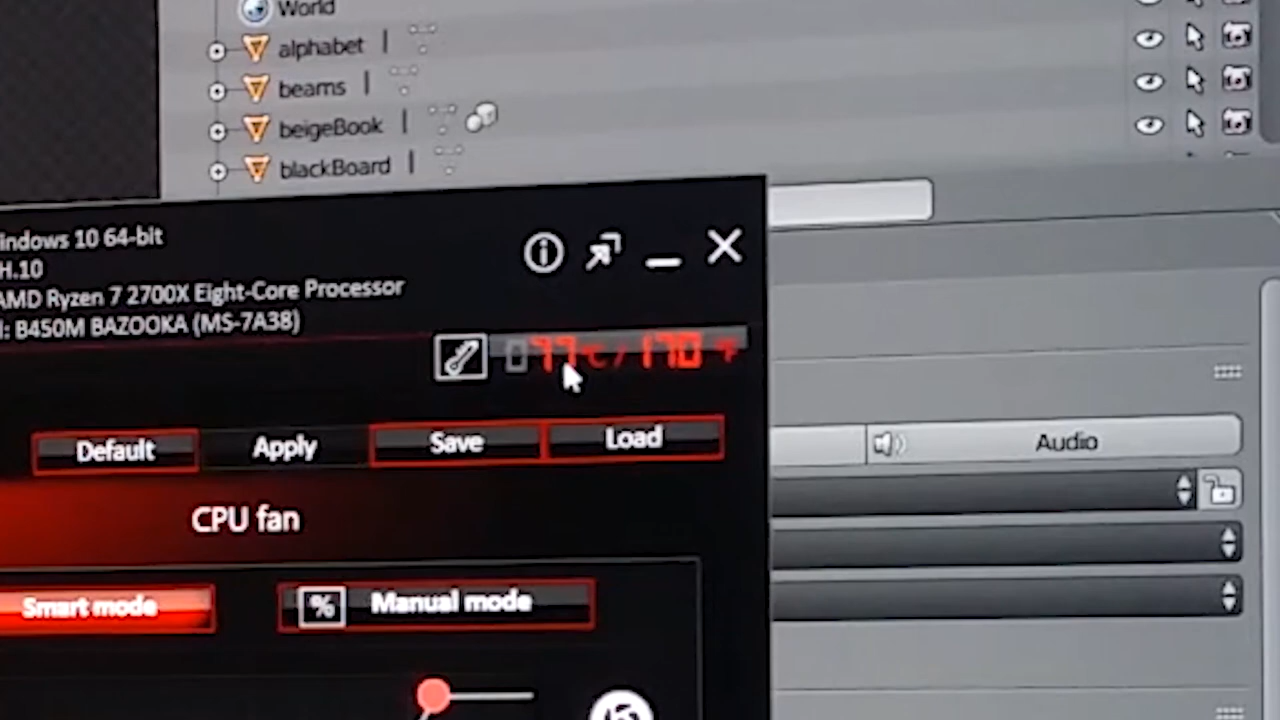 World
alphabet |
beams |
beigeBook |
blackBoard |
indows 10 64-bit
H.10
AMD Ryzen 7 2700X Eight-Core Processor
: B450M BAZOOKA (MS-7A38)
077°C / 170 °F
Default Apply Save Load
Audio
CPU fan
Smart mode % Manual mode